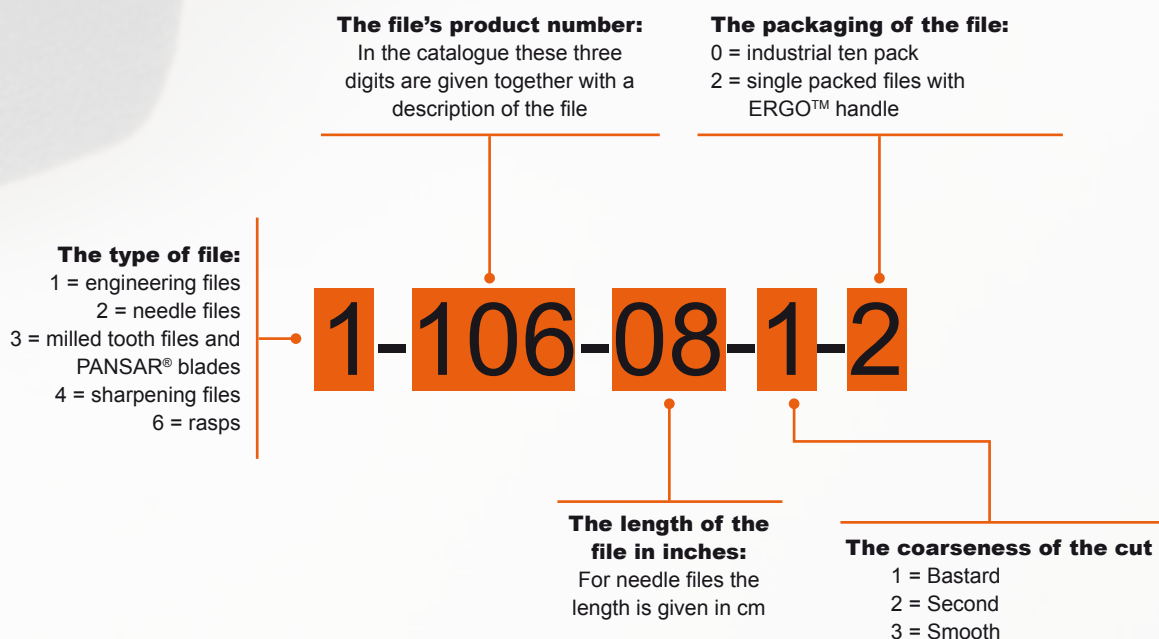 The file's product number:
In the catalogue these three
digits are given together with a
description of the file
The packaging of the file:
0 = industrial ten pack
2 = single packed files with
ERGO™ handle
The type of file:
1 = engineering files
2 = needle files
3 = milled tooth files and
PANSAR® blades
4 = sharpening files
6 = rasps
1-106-08-1-2
The length of the
file in inches:
For needle files the
length is given in cm
The coarseness of the cut
1 = Bastard
2 = Second
3 = Smooth